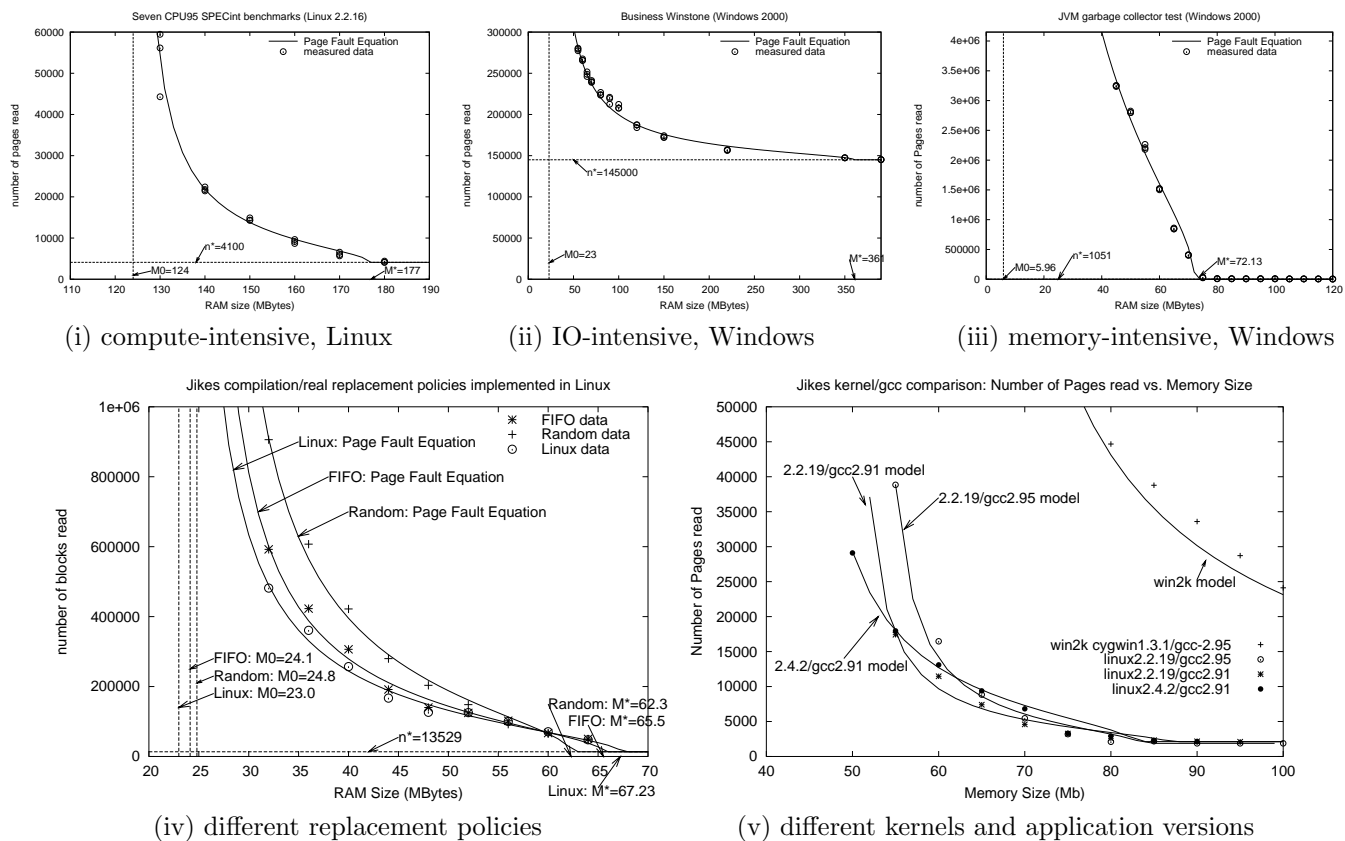 Seven CPU95 SPECint benchmarks (Linux 2.2.16)
number of pages read
60000
50000
40000
30000
20000
10000
0
Page Fault Equation
measured data
n*=4100
M0=124
M*=177
110 120 130 140 150 160 170 180 190
RAM size (MBytes)
(i) compute-intensive, Linux
Business Winstone (Windows 2000)
number of pages read
300000
250000
200000
150000
100000
50000
0
Page Fault Equation
measured data
n*=145000
M0=23
M*=361
0 50 100 150 200 250 300 350
RAM size (MBytes)
(ii) IO-intensive, Windows
JVM garbage collector test (Windows 2000)
number of Pages read
4e+06
3.5e+06
3e+06
2.5e+06
2e+06
1.5e+06
1e+06
500000
0
Page Fault Equation
measured data
M0=5.96
n*=1051
M*=72.13
0 20 40 60 80 100 120
RAM size (MBytes)
(iii) memory-intensive, Windows
Jikes compilation/real replacement policies implemented in Linux
number of blocks read
1e+06
800000
600000
400000
200000
0
FIFO data
Random data
Linux data
Linux: Page Fault Equation
FIFO: Page Fault Equation
Random: Page Fault Equation
FIFO: M0=24.1
Random: M0=24.8
Linux: M0=23.0
n*=13529
Random: M*=62.3
FIFO: M*=65.5
Linux: M*=67.23
20 25 30 35 40 45 50 55 60 65 70
RAM Size (MBytes)
(iv) different replacement policies
Jikes kernel/gcc comparison: Number of Pages read vs. Memory Size
Number of Pages read
50000
45000
40000
35000
30000
25000
20000
15000
10000
5000
0
2.2.19/gcc2.91 model
2.2.19/gcc2.95 model
win2k model
2.4.2/gcc2.91 model
win2k cygwin1.3.1/gcc-2.95
linux2.2.19/gcc2.95
linux2.2.19/gcc2.91
linux2.4.2/gcc2.91
40 50 60 70 80 90 100
Memory Size (Mb)
(v) different kernels and application versions